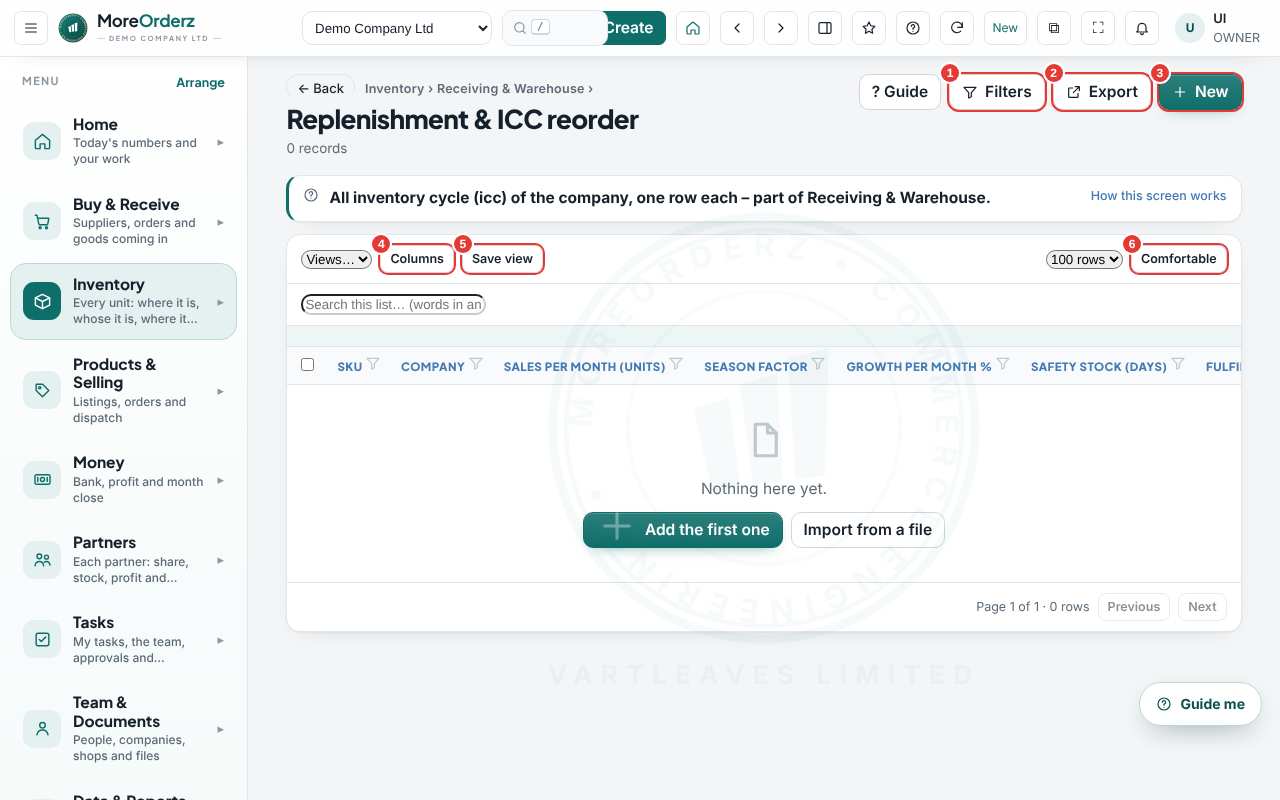 MoreOrderz
— DEMO COMPANY LTD —
Demo Company Ltd
/
Create
New
U
UI
OWNER
MENU
Arrange
Home
Today's numbers and
your work
Buy & Receive
Suppliers, orders and
goods coming in
Inventory
Every unit: where it is,
whose it is, where it...
Products &
Selling
Listings, orders and
dispatch
Money
Bank, profit and month
close
Partners
Each partner: share,
stock, profit and...
Tasks
My tasks, the team,
approvals and...
Team &
Documents
People, companies,
shops and files
Data & Reports
← Back
Inventory › Receiving & Warehouse ›
Replenishment & ICC reorder
0 records
? Guide
1
Filters
2
Export
3
+ New
All inventory cycle (icc) of the company, one row each – part of Receiving & Warehouse.
How this screen works
Views...
4
Columns
5
Save view
100 rows
6
Comfortable
Search this list... (words in an
SKU
COMPANY
SALES PER MONTH (UNITS)
SEASON FACTOR
GROWTH PER MONTH %
SAFETY STOCK (DAYS)
FULFI
Nothing here yet.
Add the first one
Import from a file
Page 1 of 1 · 0 rows
Previous
Next
MOREORDERZ • COMMERCE ENGINEERING •
VARTLEAVES LIMITED
Guide me